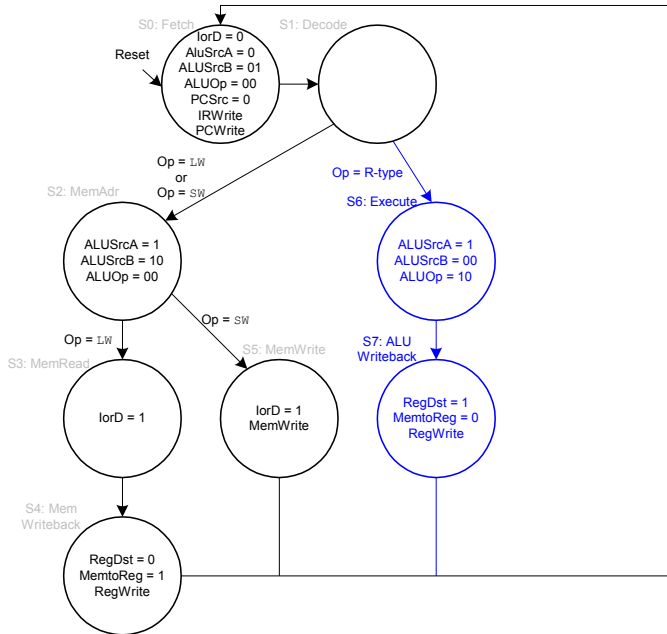 S0: Fetch
S1: Decode
Reset
IorD = 0
AluSrcA = 0
ALUSrcB = 01
ALUOp = 00
PCSrc = 0
IRWrite
PCWrite
Op = LW
or
Op = SW
Op = R-type
S2: MemAdr
S6: Execute
ALUSrcA = 1
ALUSrcB = 10
ALUOp = 00
ALUSrcA = 1
ALUSrcB = 00
ALUOp = 10
Op = SW
Op = LW
S3: MemRead
S5: MemWrite
S7: ALU
Writeback
IorD = 1
IorD = 1
MemWrite
RegDst = 1
MemtoReg = 0
RegWrite
S4: Mem
Writeback
RegDst = 0
MemtoReg = 1
RegWrite